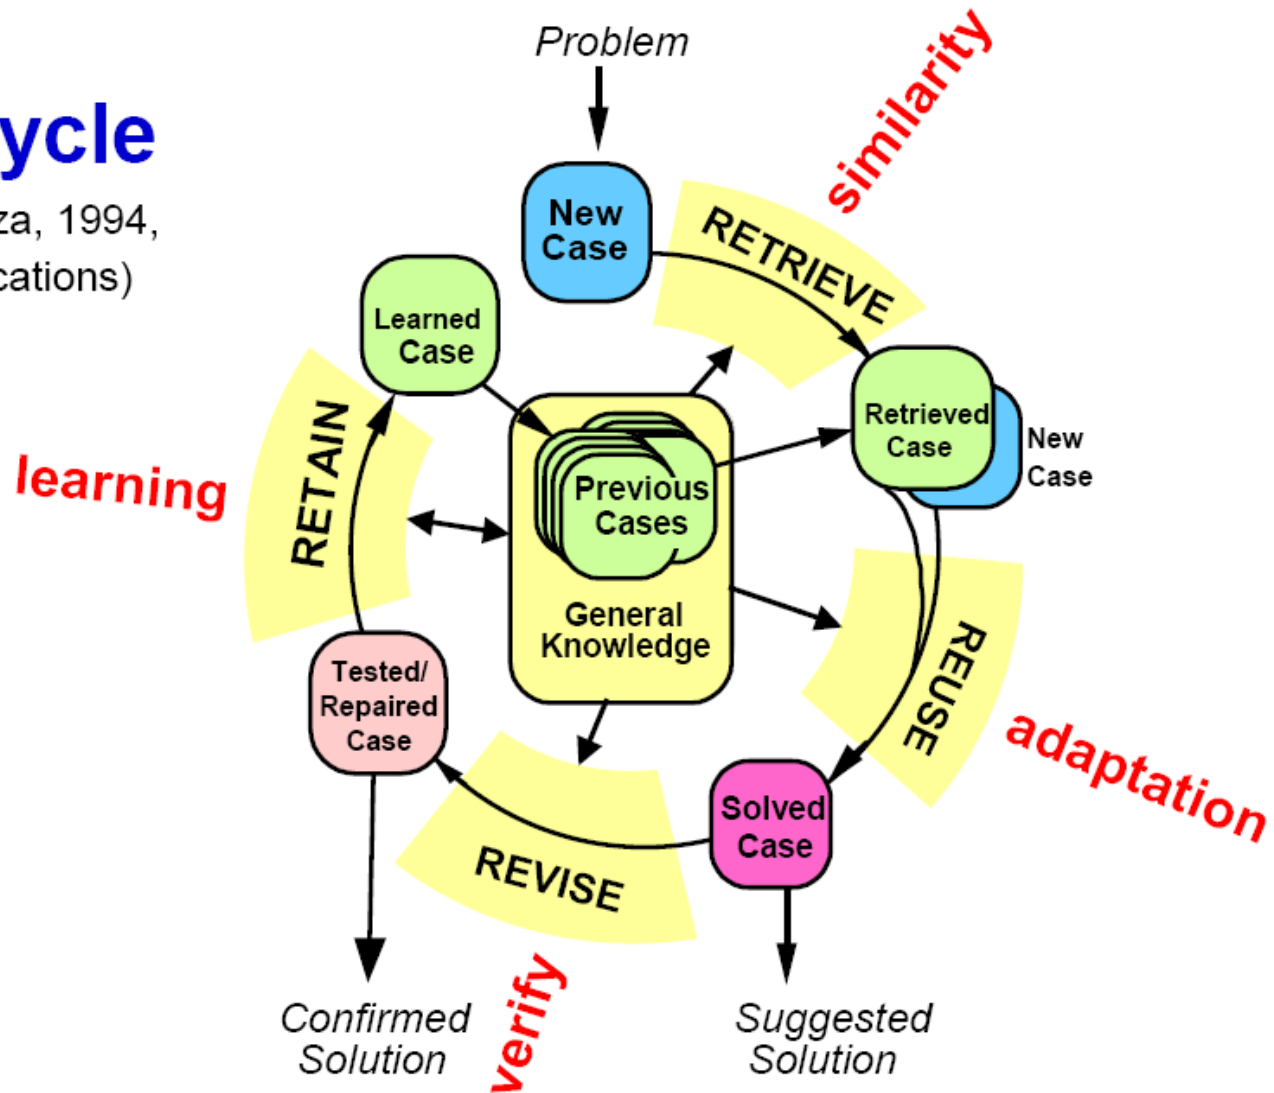 Problem
similarity
ycle
za, 1994,
cations)
New
Case
RETRIEVE
Learned
Case
Retrieved
Case
New
Case
RETAIN
learning
Previous
Cases
General
Knowledge
REUSE
adaptation
Tested/
Repaired
Case
Solved
Case
REVISE
verify
Confirmed
Solution
Suggested
Solution